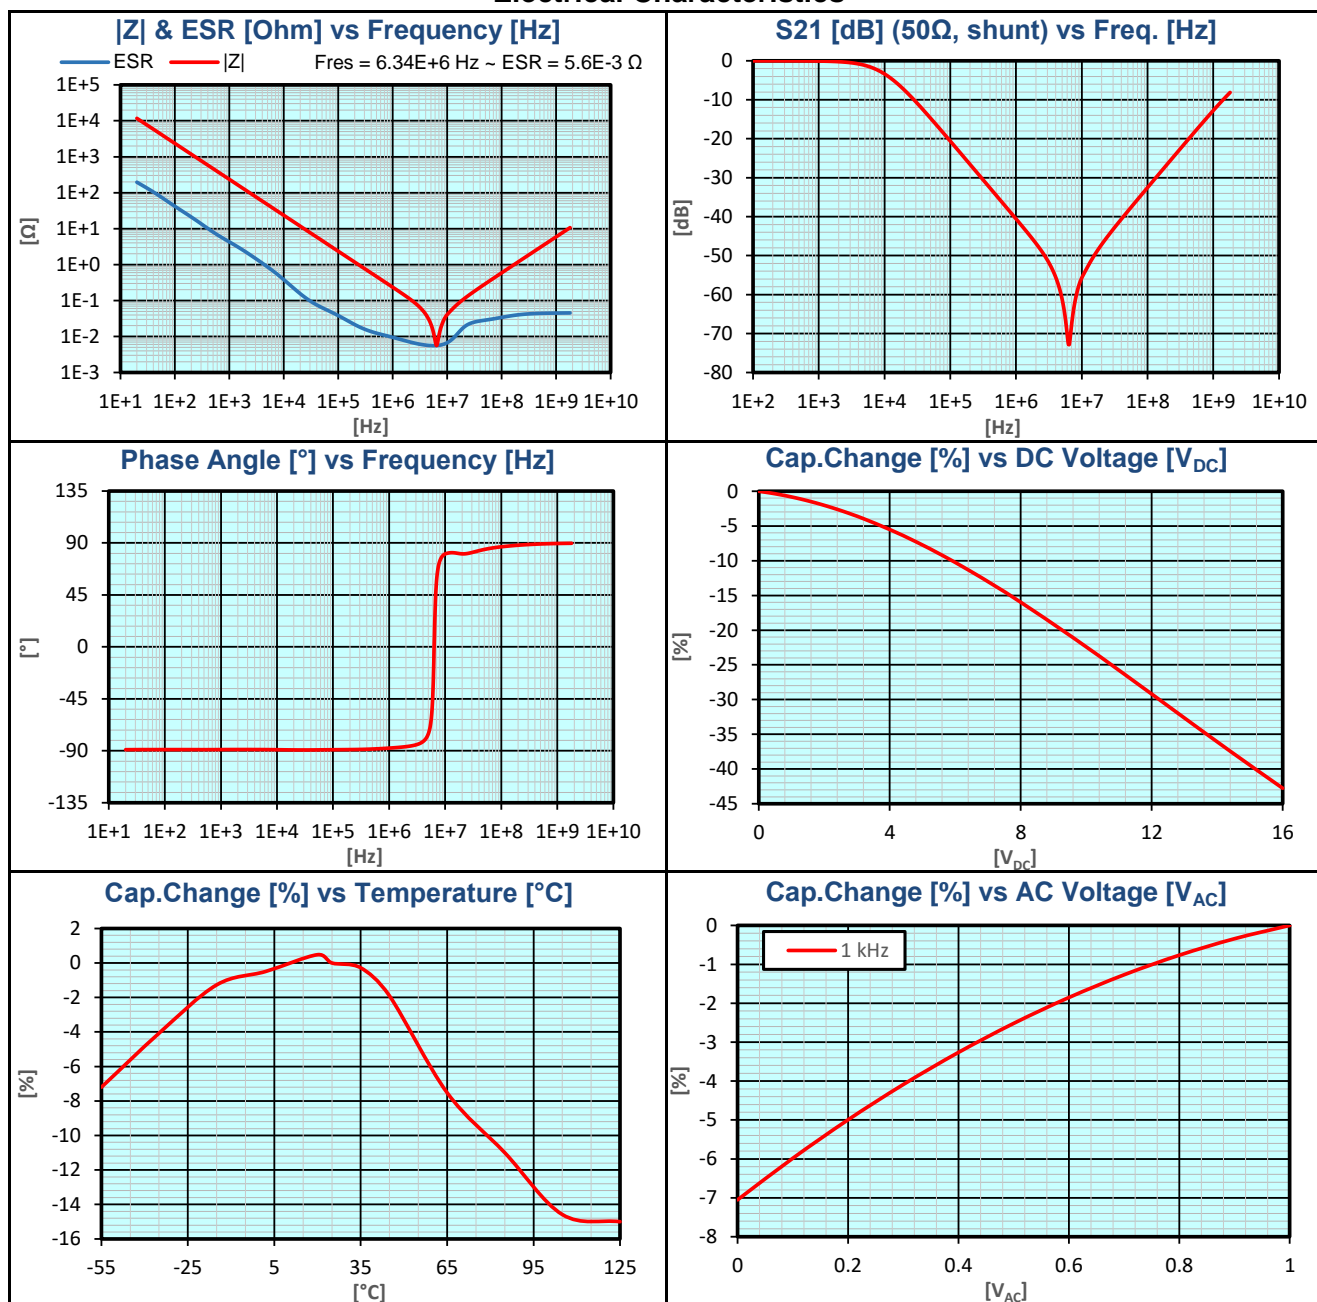 |Z| & ESR [Ohm] vs Frequency [Hz]
ESR |Z| Fres = 6.34E+6 Hz ~ ESR = 5.6E-3 Ω
1E+5
1E+4
1E+3
1E+2
1E+1
1E+0
1E-1
1E-2
1E-3
[Ω]
1E+1 1E+2 1E+3 1E+4 1E+5 1E+6 1E+7 1E+8 1E+9 1E+10
[Hz]
S21 [dB] (50Ω, shunt) vs Freq. [Hz]
0
-10
-20
-30
-40
-50
-60
-70
-80
[dB]
1E+2 1E+3 1E+4 1E+5 1E+6 1E+7 1E+8 1E+9 1E+10
[Hz]
Phase Angle [°] vs Frequency [Hz]
135
90
45
0
-45
-90
-135
[°]
1E+1 1E+2 1E+3 1E+4 1E+5 1E+6 1E+7 1E+8 1E+9 1E+10
[Hz]
Cap.Change [%] vs DC Voltage [VDC]
0
-5
-10
-15
-20
-25
-30
-35
-40
-45
[%]
0 4 8 12 16
[VDC]
Cap.Change [%] vs Temperature [°C]
2
0
-2
-4
-6
-8
-10
-12
-14
-16
[%]
-55 -25 5 35 65 95 125
[°C]
Cap.Change [%] vs AC Voltage [VAC]
1 kHz
0
-1
-2
-3
-4
-5
-6
-7
-8
[%]
0 0.2 0.4 0.6 0.8 1
[VAC]